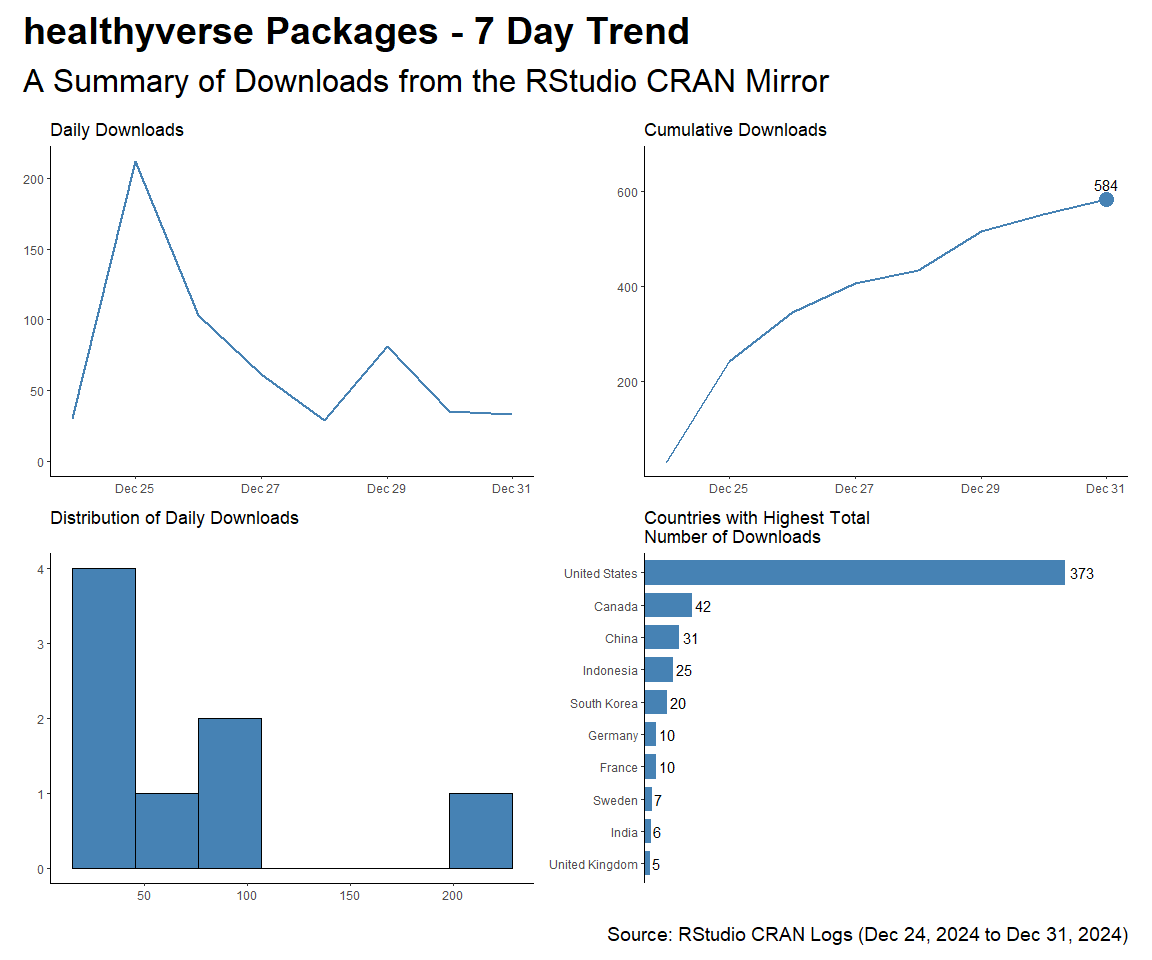 healthyverse Packages - 7 Day Trend
A Summary of Downloads from the RStudio CRAN Mirror
Daily Downloads
200
150
100
50
0
Dec 25
Dec 27
Dec 29
Dec 31
Cumulative Downloads
600
400
200
584
Dec 25
Dec 27
Dec 29
Dec 31
Distribution of Daily Downloads
4
3
2
1
0
50
100
150
200
Countries with Highest Total
Number of Downloads
United States 373
Canada 42
China 31
Indonesia 25
South Korea 20
Germany 10
France 10
Sweden 7
India 6
United Kingdom 5
Source: RStudio CRAN Logs (Dec 24, 2024 to Dec 31, 2024)